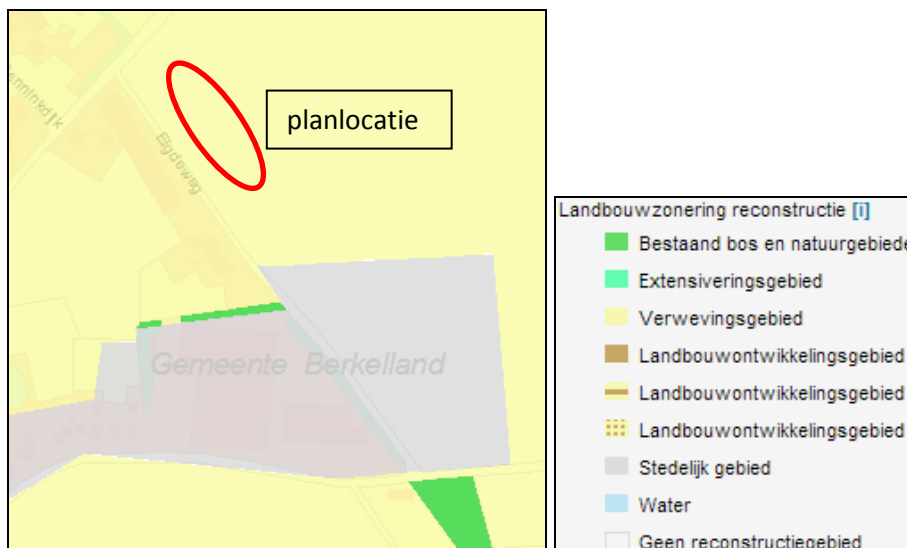 planlocatie
Elgdeweg
Gemeente Berkelland
Landbouwzonering reconstructie [i]
Bestaand bos en natuurgebiede
Extensiveringsgebied
Verwevingsgebied
Landbouwontwikkelingsgebied
Landbouwontwikkelingsgebied
Landbouwontwikkelingsgebied
Stedelijk gebied
Water
Geen reconstructiegebied